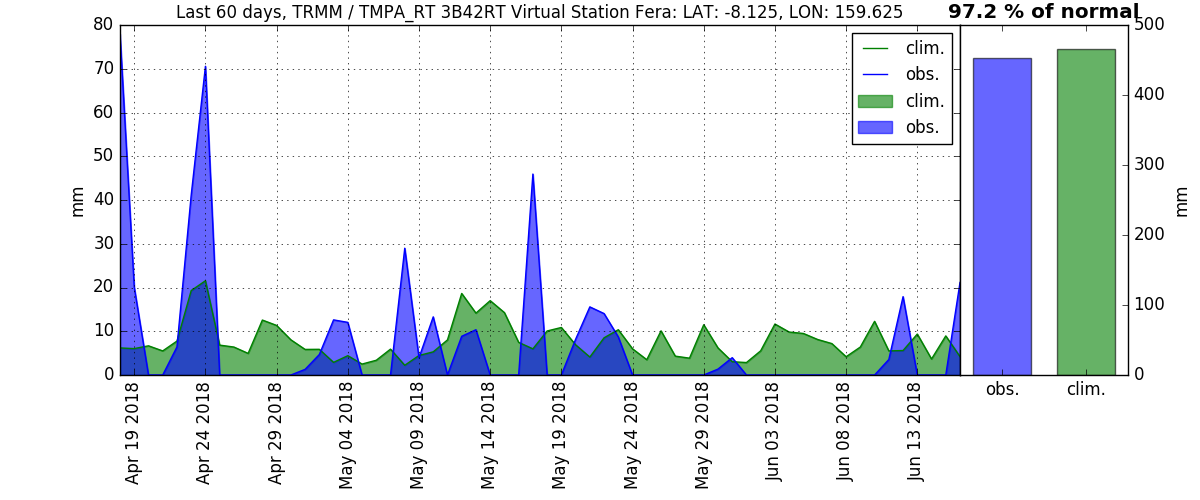 Last 60 days, TRMM / TMPA_RT 3B42RT Virtual Station Fera: LAT: -8.125, LON: 159.625
97.2 % of normal
mm
80
70
60
50
40
30
20
10
0
clim.
obs.
clim.
obs.
Apr 19 2018
Apr 24 2018
Apr 29 2018
May 04 2018
May 09 2018
May 14 2018
May 19 2018
May 24 2018
May 29 2018
Jun 03 2018
Jun 08 2018
Jun 13 2018
500
400
300
200
100
0
mm
obs.
clim.